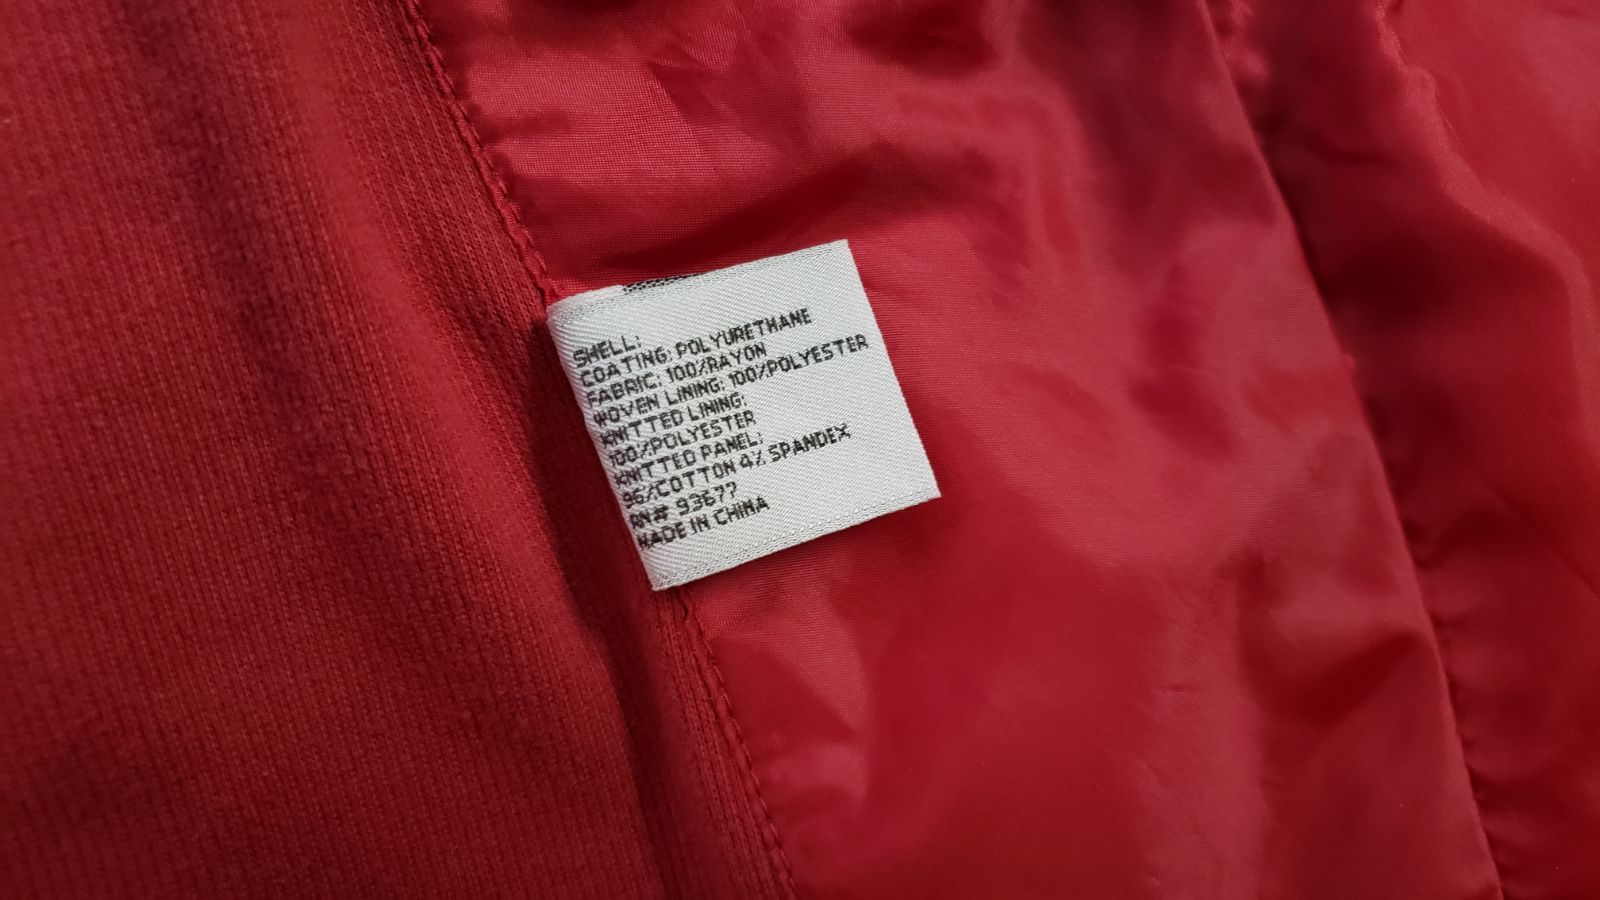 SHELL:
COATING: POLYURETHANE
FABRIC: 100%RAYON
WOVEN LINING: 100%POLYESTER
KNITTED LINING:
100%POLYESTER
KNITTED PANEL:
96%COTTON 4% SPANDEX
RN# 93677
MADE IN CHINA